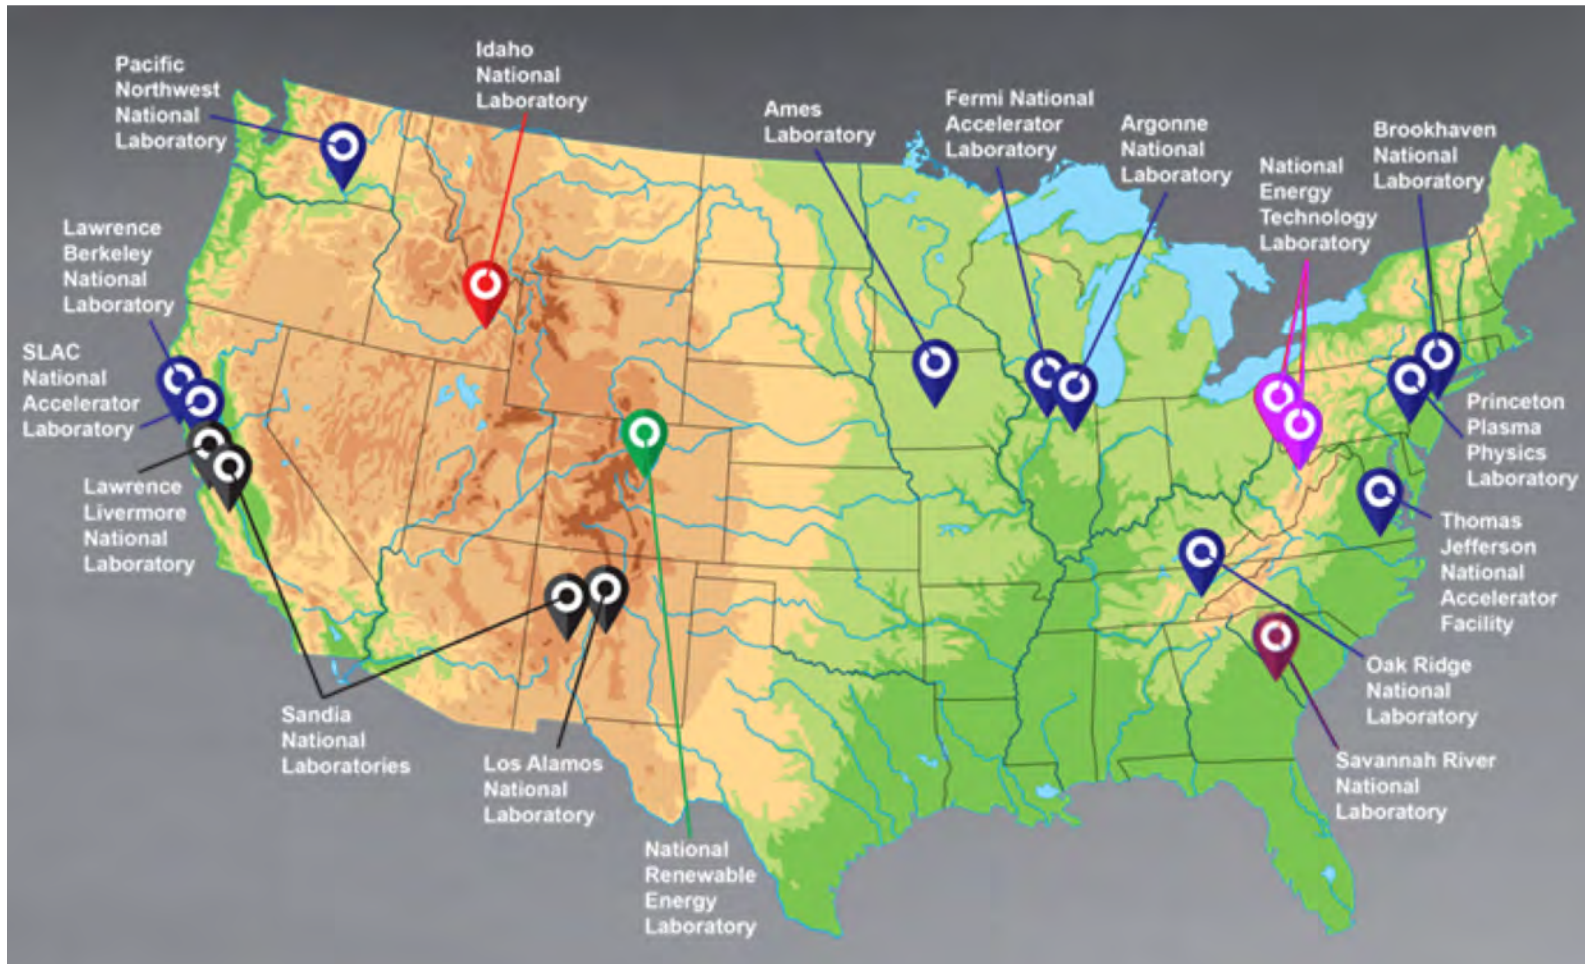 Pacific
Northwest
National
Laboratory
Idaho
National
Laboratory
Ames
Laboratory
Fermi National
Accelerator
Laboratory
Argonne
National
Laboratory
National
Energy
Technology
Laboratory
Brookhaven
National
Laboratory
Lawrence
Berkeley
National
Laboratory
SLAC
National
Accelerator
Laboratory
Lawrence
Livermore
National
Laboratory
Sandia
National
Laboratories
Los Alamos
National
Laboratory
National
Renewable
Energy
Laboratory
Princeton
Plasma
Physics
Laboratory
Thomas
Jefferson
National
Accelerator
Facility
Oak Ridge
National
Laboratory
Savannah River
National
Laboratory